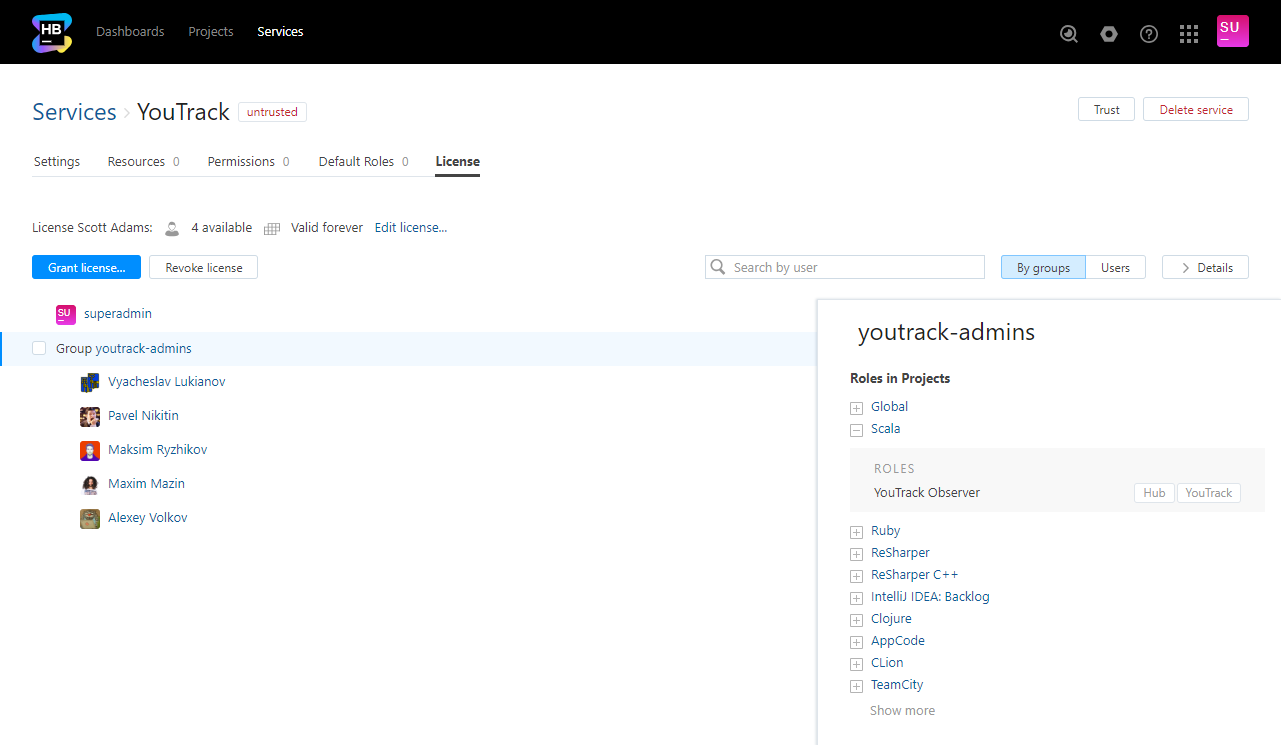 HB Dashboards Projects Services SU
Services › YouTrack untrusted Trust Delete service
Settings Resources 0 Permissions 0 Default Roles 0 License
License Scott Adams: 4 available Valid forever Edit license...
Grant license... Revoke license Search by user By groups Users Details
SU superadmin
Group youtrack-admins
Vyacheslav Lukianov
Pavel Nikitin
Maksim Ryzhikov
Maxim Mazin
Alexey Volkov
youtrack-admins
Roles in Projects
Global
Scala
ROLES
YouTrack Observer Hub YouTrack
Ruby
ReSharper
ReSharper C++
IntelliJ IDEA: Backlog
Clojure
AppCode
CLion
TeamCity
Show more